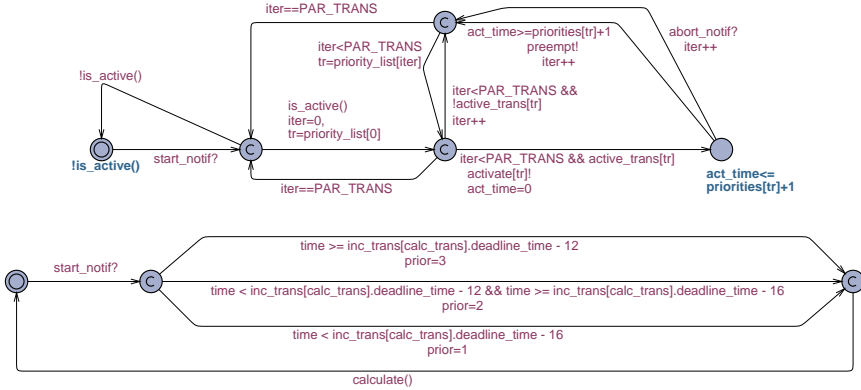 iter==PAR_TRANS
C
act_time>=priorities[tr]+1
preempt!
iter++
abort_notif?
iter++
iter<PAR_TRANS
tr=priority_list[iter]
!is_active()
is_active()
iter=0,
tr=priority_list[0]
iter<PAR_TRANS &&
!active_trans[tr]
iter++
!is_active()
start_notif?
C
C
iter==PAR_TRANS
iter<PAR_TRANS && active_trans[tr]
activate[tr]!
act_time=0
act_time<=
priorities[tr]+1
start_notif?
C
time >= inc_trans[calc_trans].deadline_time - 12
prior=3
time < inc_trans[calc_trans].deadline_time - 12 && time >= inc_trans[calc_trans].deadline_time - 16
prior=2
C
time < inc_trans[calc_trans].deadline_time - 16
prior=1
calculate()